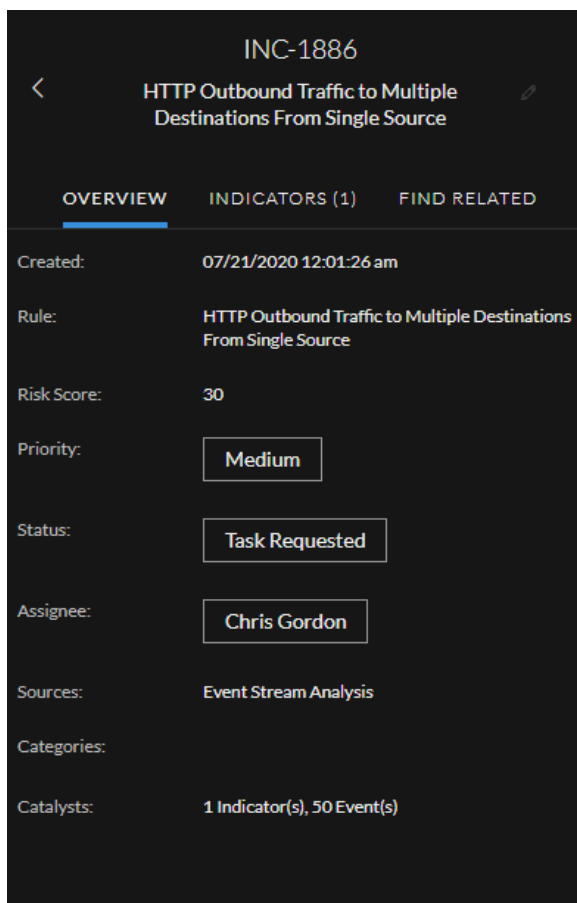 INC-1886
HTTP Outbound Traffic to Multiple
Destinations From Single Source
OVERVIEW INDICATORS (1) FIND RELATED
Created: 07/21/2020 12:01:26 am
Rule: HTTP Outbound Traffic to Multiple Destinations
From Single Source
Risk Score: 30
Priority: Medium
Status: Task Requested
Assignee: Chris Gordon
Sources: Event Stream Analysis
Categories:
Catalysts: 1 Indicator(s), 50 Event(s)